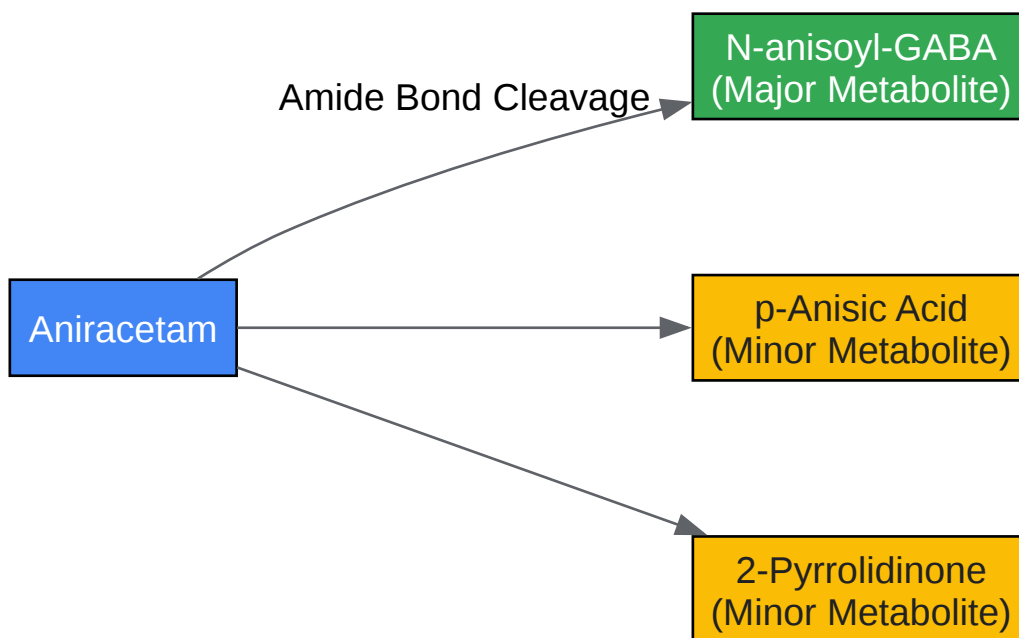 N-anisoyl-GABA
(Major Metabolite)
Amide Bond Cleavage
Aniracetam
p-Anisic Acid
(Minor Metabolite)
2-Pyrrolidinone
(Minor Metabolite)